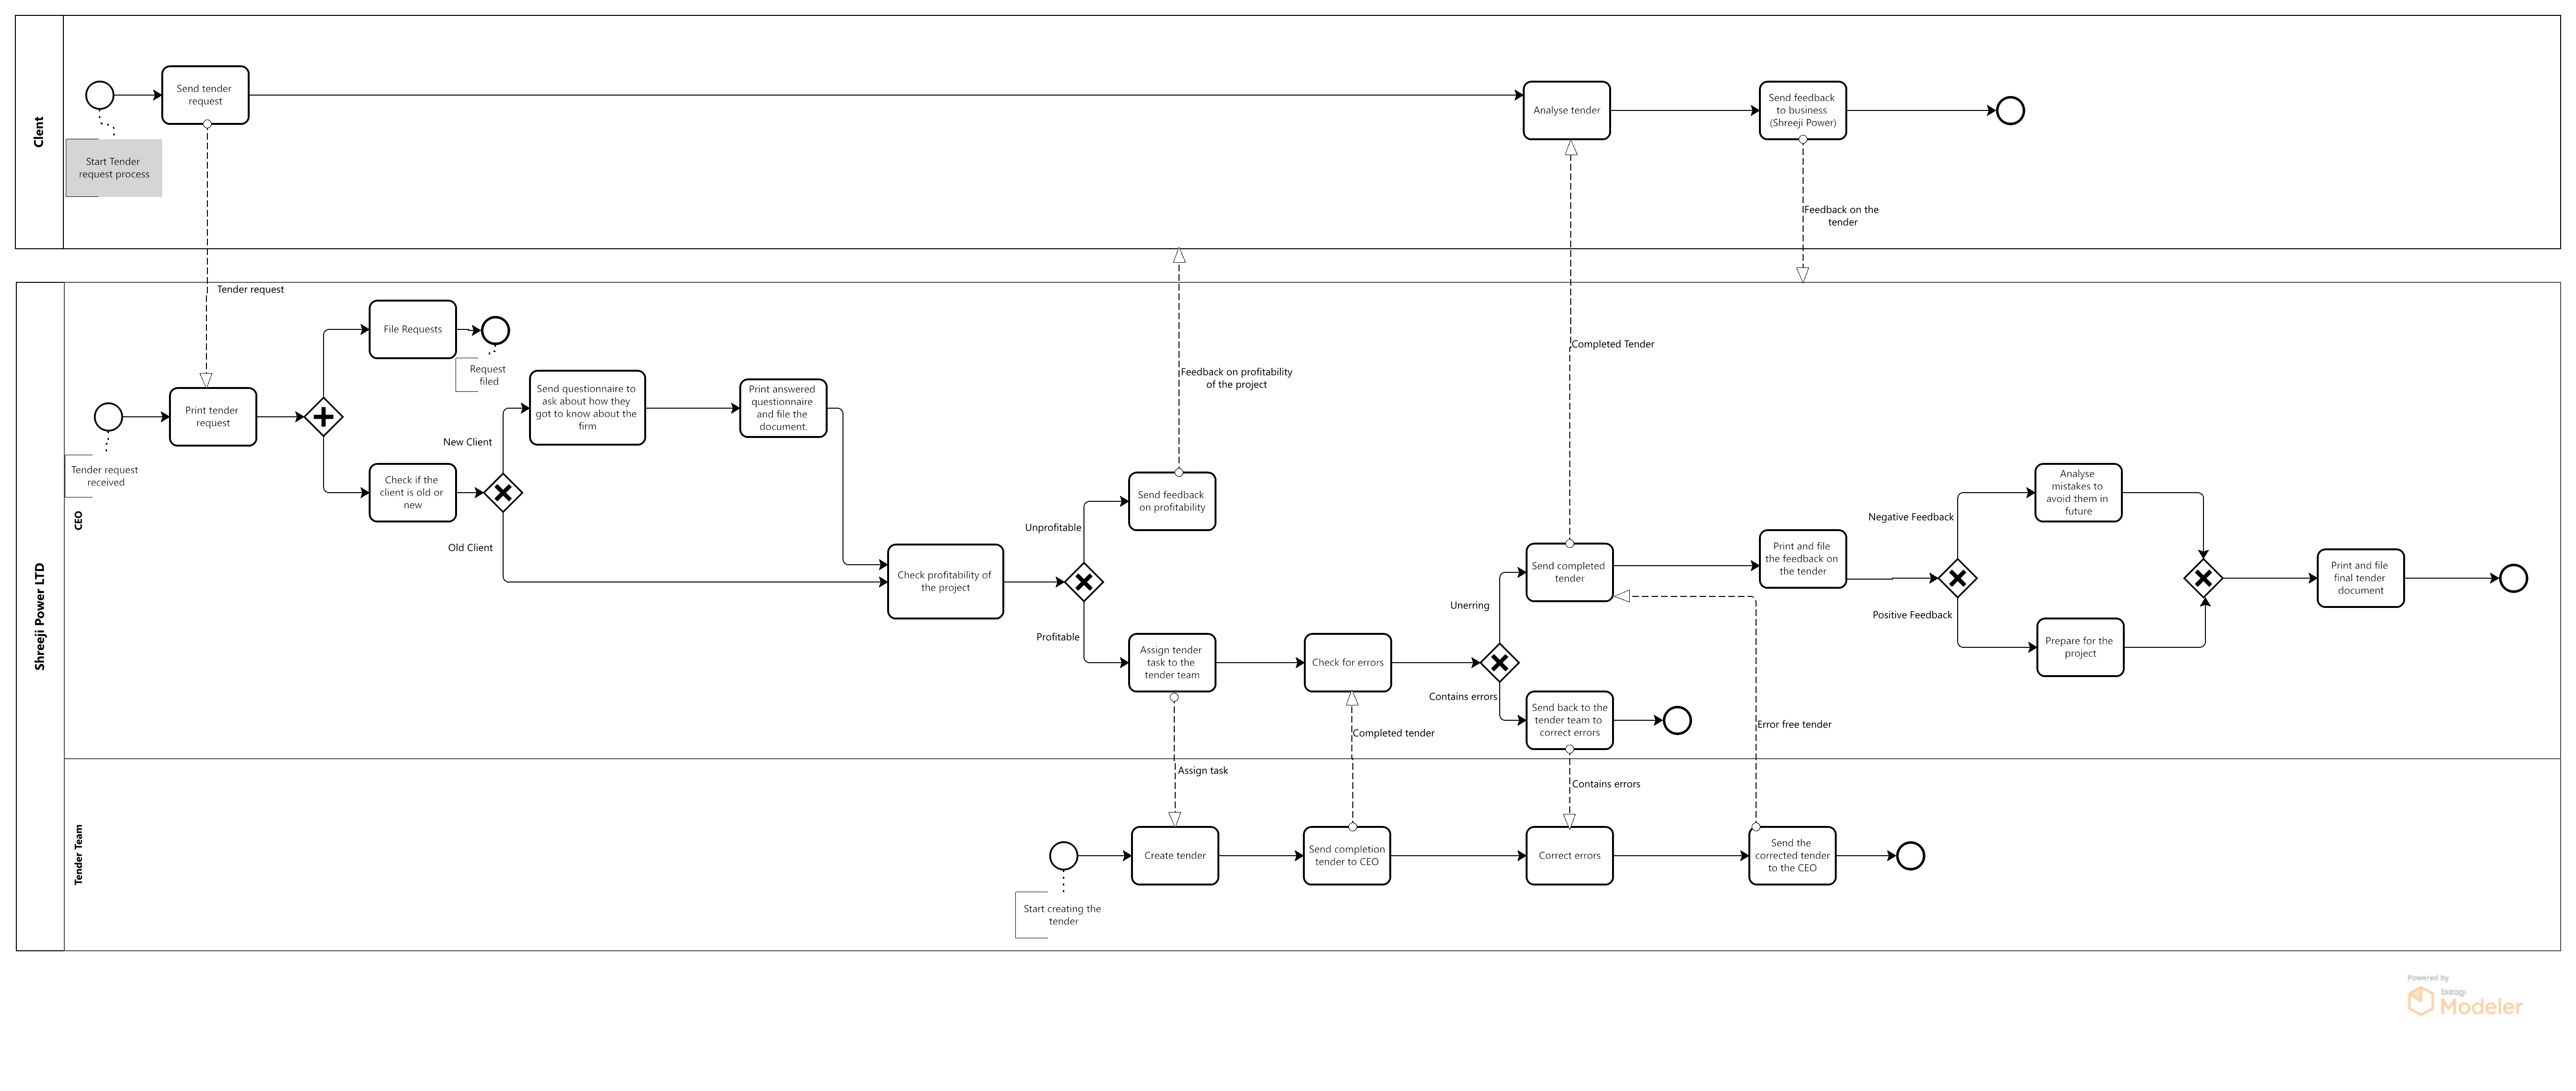 Clent
Send tender
request
Start Tender
request process
Analyse tender
Send feedback
to business
(Shreeji Power)
Feedback on the
tender
Shreeji Power LTD
CEO
Tender request
Tender request
received
Print tender
request
File Requests
Request
filed
Check if the
client is old or
new
New Client
Old Client
Send questionnaire to
ask about how they
got to know about the
firm
Print answered
questionnaire
and file the
document.
Check profitability of
the project
Unprofitable
Profitable
Send feedback
on profitability
Feedback on profitability
of the project
Assign tender
task to the
tender team
Check for errors
Unerring
Contains errors
Send completed
tender
Completed Tender
Send back to the
tender team to
correct errors
Print and file
the feedback on
the tender
Negative Feedback
Positive Feedback
Analyse
mistakes to
avoid them in
future
Prepare for the
project
Print and file
final tender
document
Completed tender
Error free tender
Assign task
Contains errors
Tender Team
Start creating the
tender
Create tender
Send completion
tender to CEO
Correct errors
Send the
corrected tender
to the CEO
Powered by
bizagi
Modeler